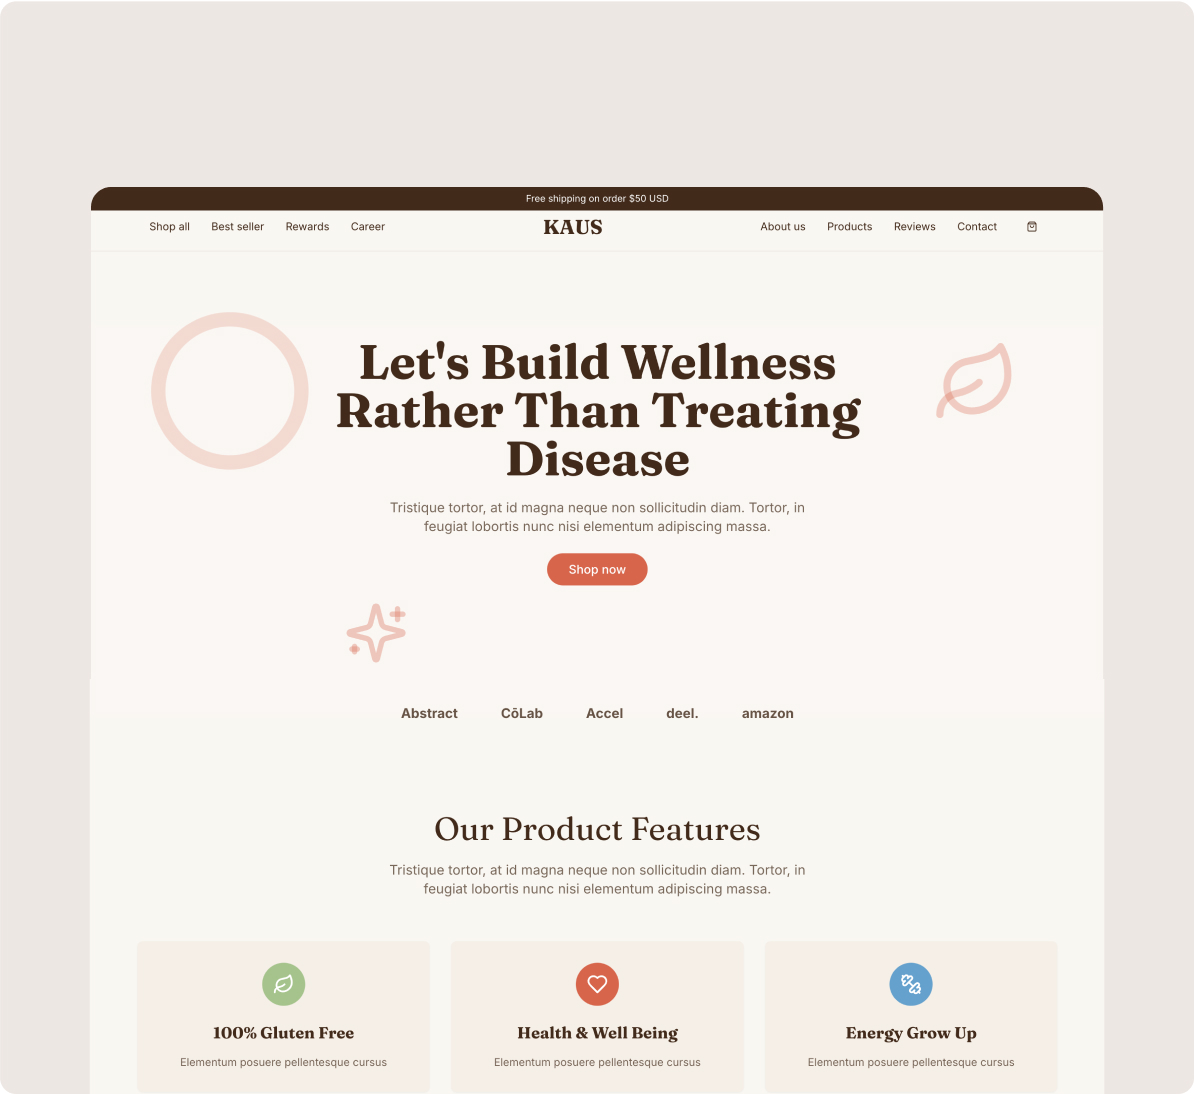 Free shipping on order $50 USD
Shop all Best seller Rewards Career KAUS About us Products Reviews Contact
Let's Build Wellness
Rather Than Treating
Disease
Tristique tortor, at id magna neque non sollicitudin diam. Tortor, in
feugiat lobortis nunc nisi elementum adipiscing massa.
Shop now
Abstract CōLab Accel deel. amazon
Our Product Features
Tristique tortor, at id magna neque non sollicitudin diam. Tortor, in
feugiat lobortis nunc nisi elementum adipiscing massa.
100% Gluten Free
Elementum posuere pellentesque cursus
Health & Well Being
Elementum posuere pellentesque cursus
Energy Grow Up
Elementum posuere pellentesque cursus